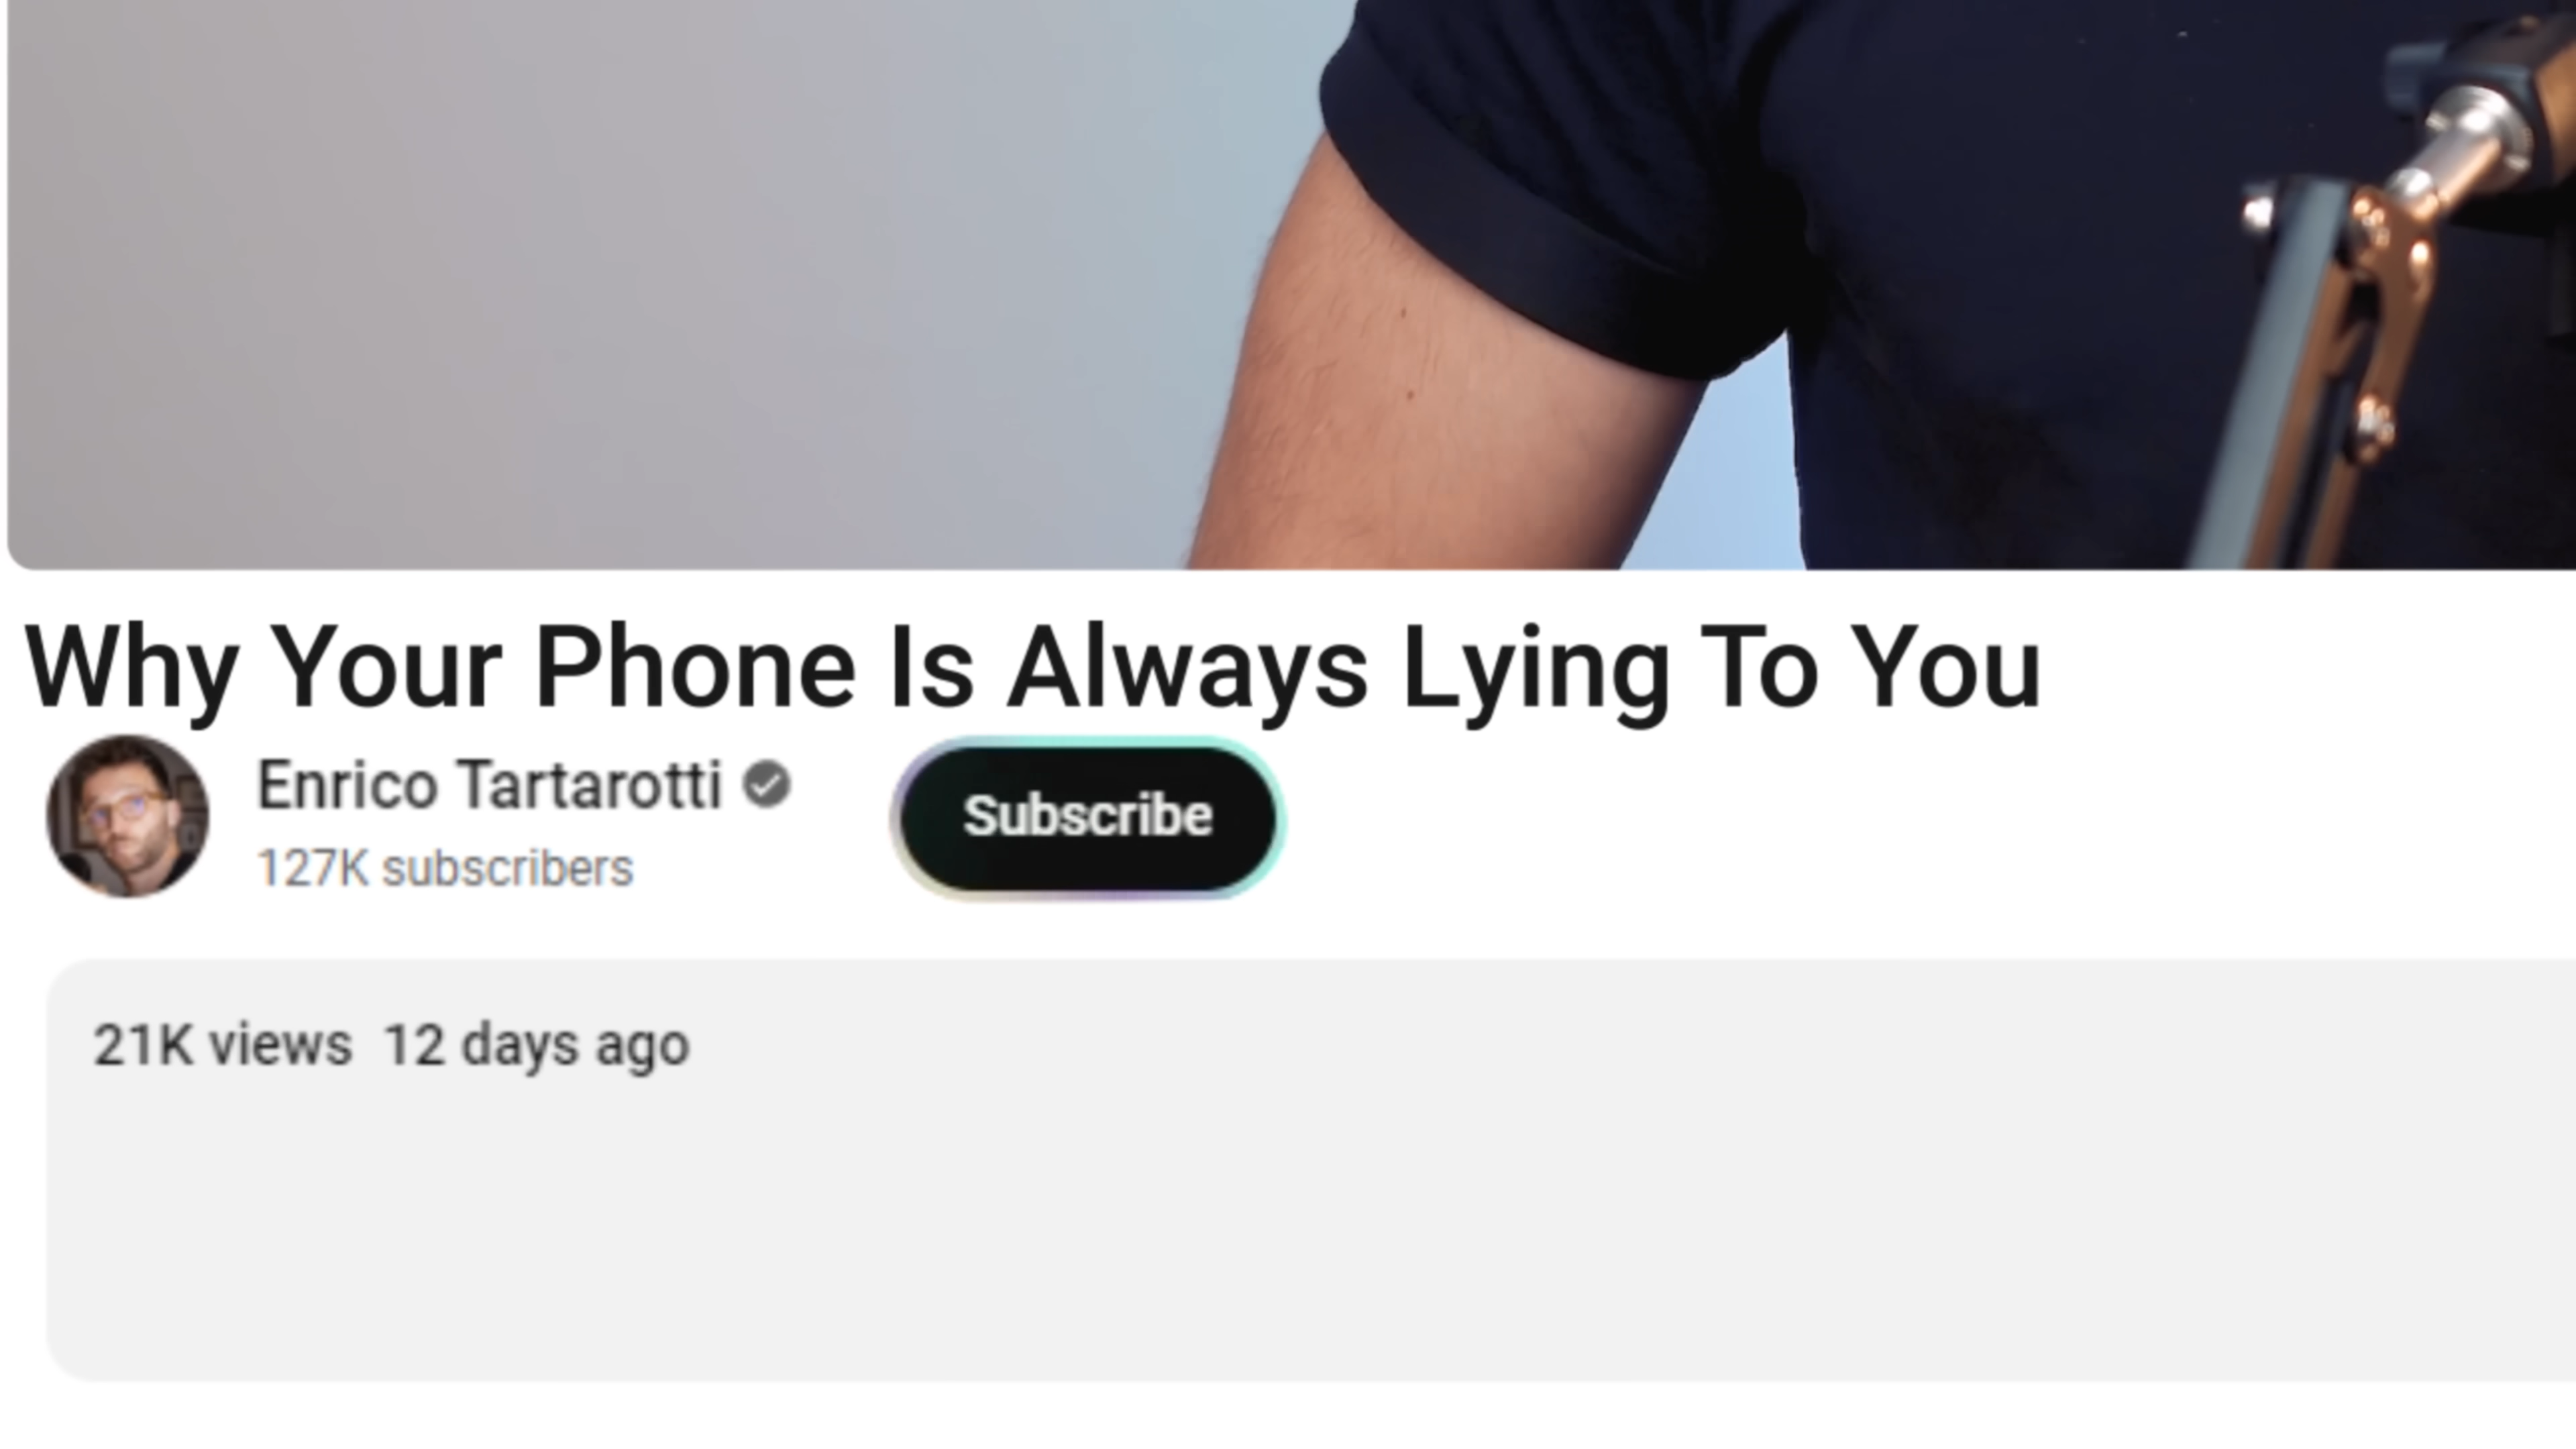 Why Your Phone Is Always Lying To You
Enrico Tartarotti
127K subscribers
Subscribe
21K views 12 days ago